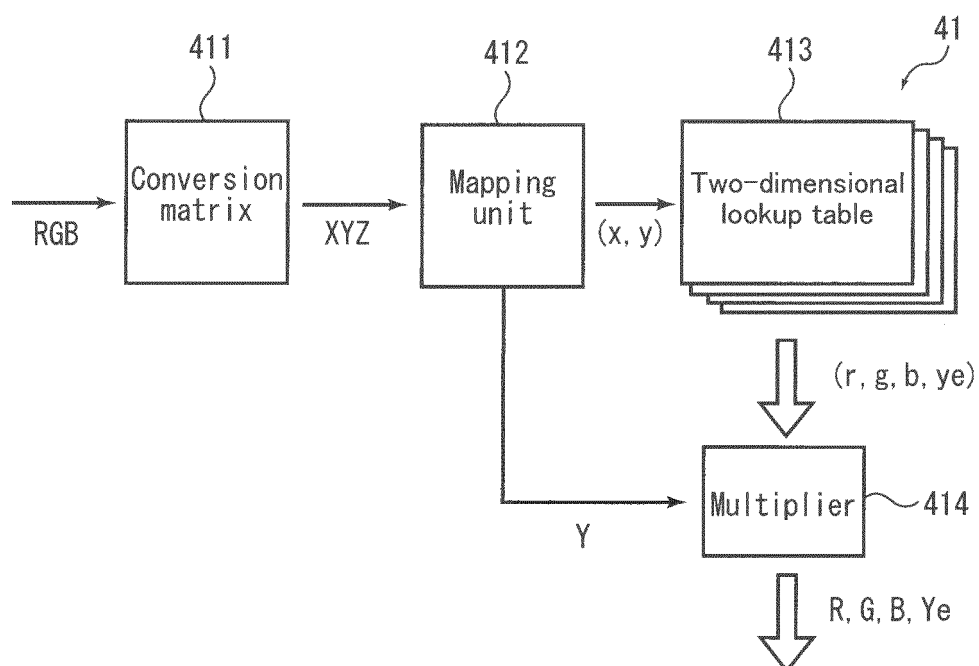 411
412
413
41
Conversion
matrix
Mapping
unit
Two-dimensional
lookup table
RGB
XYZ
(x, y)
(r, g, b, ye)
Multiplier
414
Y
R, G, B, Ye